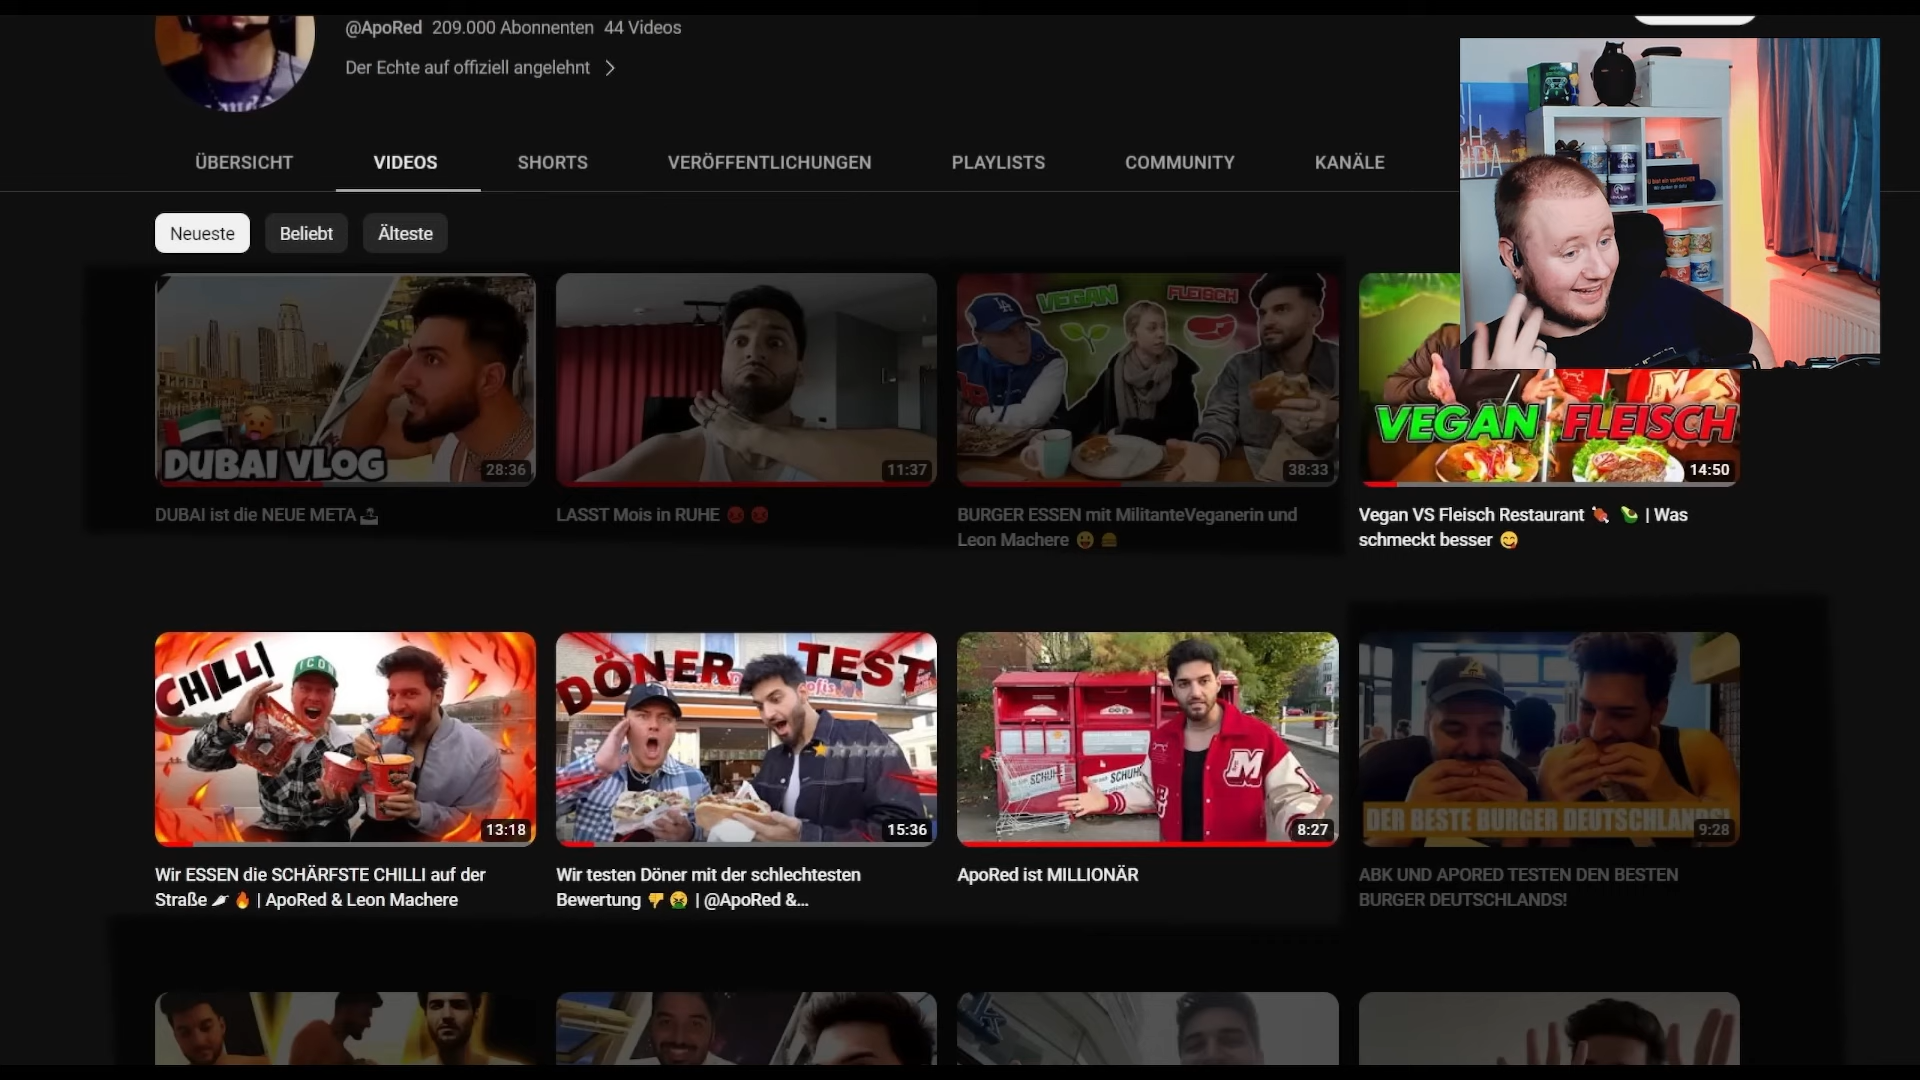 @ApoRed 209.000 Abonnenten 44 Videos
Der Echte auf offiziell angelehnt
ÜBERSICHT VIDEOS SHORTS VERÖFFENTLICHUNGEN PLAYLISTS COMMUNITY KANÄLE
Neueste Beliebt Älteste
DUBAI VLOG
28:36
11:37
VEGAN FLEISCH
38:33
VEGAN FLEISCH
14:50
DUBAI ist die NEUE META
LASST Mois in RUHE
BURGER ESSEN mit MilitanteVeganerin und
Leon Machere
Vegan VS Fleisch Restaurant | Was
schmeckt besser
CHILLI
ICON
13:18
DÖNER TEST
15:36
SCHUHE
M
8:27
DER BESTE BURGER DEUTSCHLANDS!
9:28
Wir ESSEN die SCHÄRFSTE CHILLI auf der
Straße | ApoRed & Leon Machere
Wir testen Döner mit der schlechtesten
Bewertung | @ApoRed &...
ApoRed ist MILLIONÄR
ABK UND APORED TESTEN DEN BESTEN
BURGER DEUTSCHLANDS!